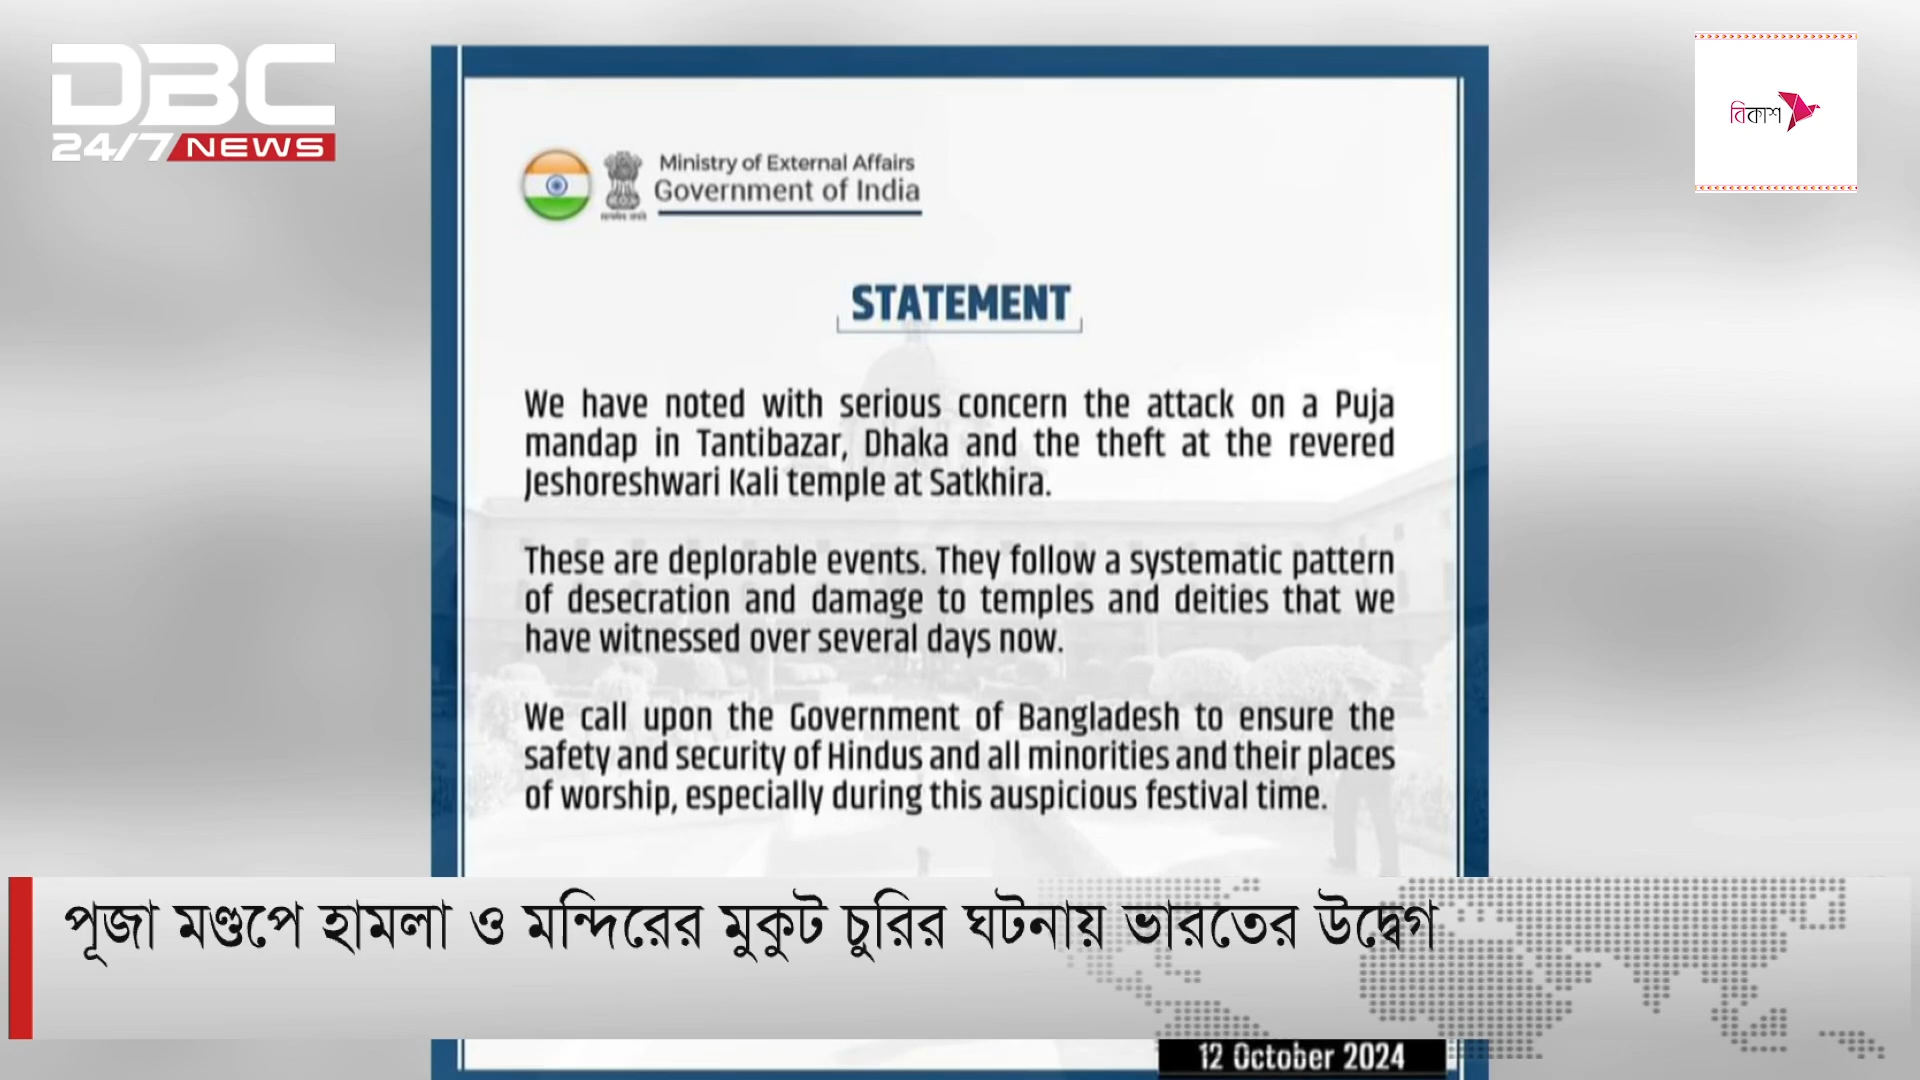 DBC
24/7 NEWS
বিকাশ
Ministry of External Affairs
Government of India
STATEMENT
We have noted with serious concern the attack on a Puja
mandap in Tantibazar, Dhaka and the theft at the revered
Jeshoreshwari Kali temple at Satkhira.
These are deplorable events. They follow a systematic pattern
of desecration and damage to temples and deities that we
have witnessed over several days now.
We call upon the Government of Bangladesh to ensure the
safety and security of Hindus and all minorities and their places
of worship, especially during this auspicious festival time.
পূজা মণ্ডপে হামলা ও মন্দিরের মুকুট চুরির ঘটনায় ভারতের উদ্বেগ
12 October 2024